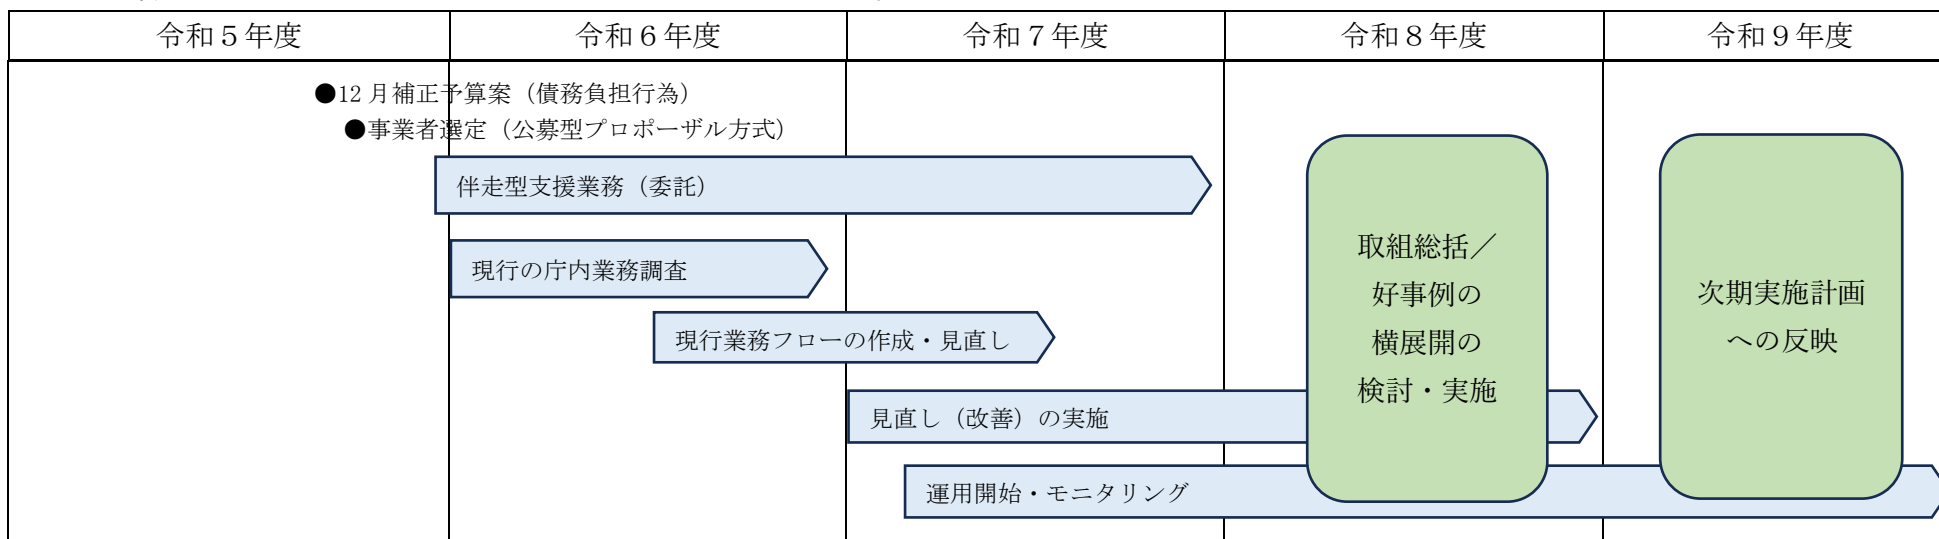 令和５年度
令和６年度
令和７年度
令和８年度
令和９年度
●12月補正予算案（債務負担行為）
●事業者選定（公募型プロポーザル方式）
伴走型支援業務（委託）
現行の庁内業務調査
現行業務フローの作成・見直し
見直し（改善）の実施
運用開始・モニタリング
取組総括／
好事例の
横展開の
検討・実施
次期実施計画
への反映